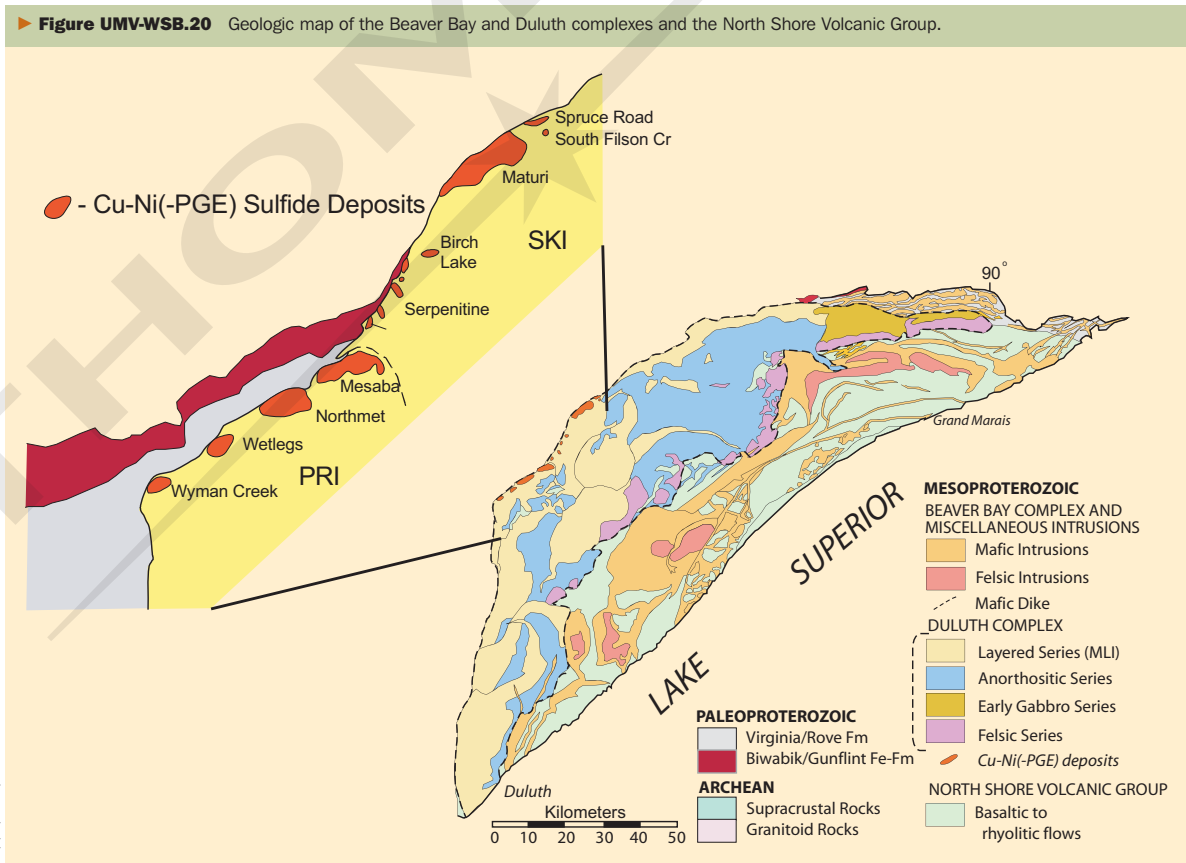 ▶ Figure UMV-WSB.20 Geologic map of the Beaver Bay and Duluth complexes and the North Shore Volcanic Group.
- Cu-Ni(-PGE) Sulfide Deposits
Spruce Road
South Filson Cr
Maturi
SKI
Birch
Lake
Serpenitine
Mesaba
Northmet
Wetlegs
PRI
Wyman Creek
90°
Grand Marais
LAKE SUPERIOR
Duluth
Kilometers
0 10 20 30 40 50
MESOPROTEROZOIC
BEAVER BAY COMPLEX AND
MISCELLANEOUS INTRUSIONS
Mafic Intrusions
Felsic Intrusions
Mafic Dike
DULUTH COMPLEX
Layered Series (MLI)
Anorthositic Series
Early Gabbro Series
Felsic Series
Cu-Ni(-PGE) deposits
NORTH SHORE VOLCANIC GROUP
Basaltic to
rhyolitic flows
PALEOPROTEROZOIC
Virginia/Rove Fm
Biwabik/Gunflint Fe-Fm
ARCHEAN
Supracrustal Rocks
Granitoid Rocks